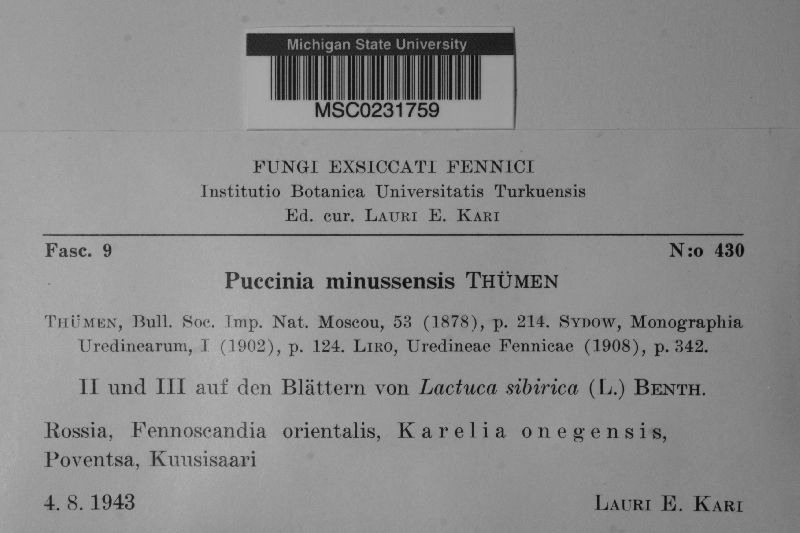 Michigan State University
MSC0231759
FUNGI EXSICCATI FENNICI
Institutio Botanica Universitatis Turkuensis
Ed. cur. LAURI E. KARI
Fasc. 9 N:o 430
Puccinia minussensis THÜMEN
THÜMEN, Bull. Soc. Imp. Nat. Moscou, 53 (1878), p. 214. SYDOW, Monographia
Uredinearum, I (1902), p. 124. LIRO, Uredineae Fennicae (1908), p. 342.
II und III auf den Blättern von Lactuca sibirica (L.) BENTH.
Rossia, Fennoscandia orientalis, Karelia onegensis,
Poventsa, Kuusisaari
4. 8. 1943 LAURI E. KARI